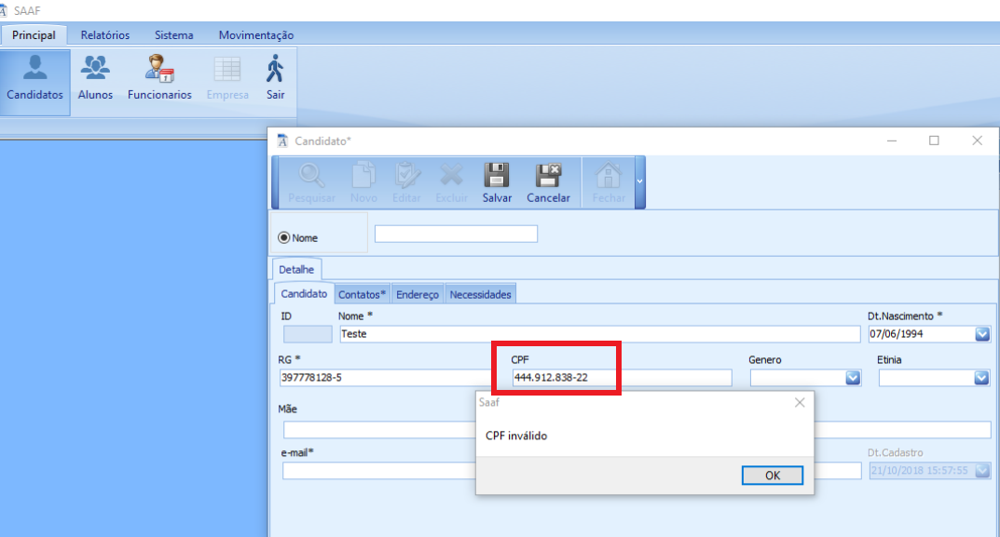 SAAF
Principal Relatórios Sistema Movimentação
Candidatos Alunos Funcionarios Empresa Sair
Candidato*
Pesquisar Novo Editar Excluir Salvar Cancelar Fechar
Nome
Detalhe
Candidato Contatos* Endereço Necessidades
ID Nome * Dt.Nascimento *
Teste 07/06/1994
RG * CPF Genero Etinia
397778128-5 444.912.838-22
Saaf
Mãe
CPF inválido
e-mail* Dt.Cadastro
21/10/2018 15:57:55
OK